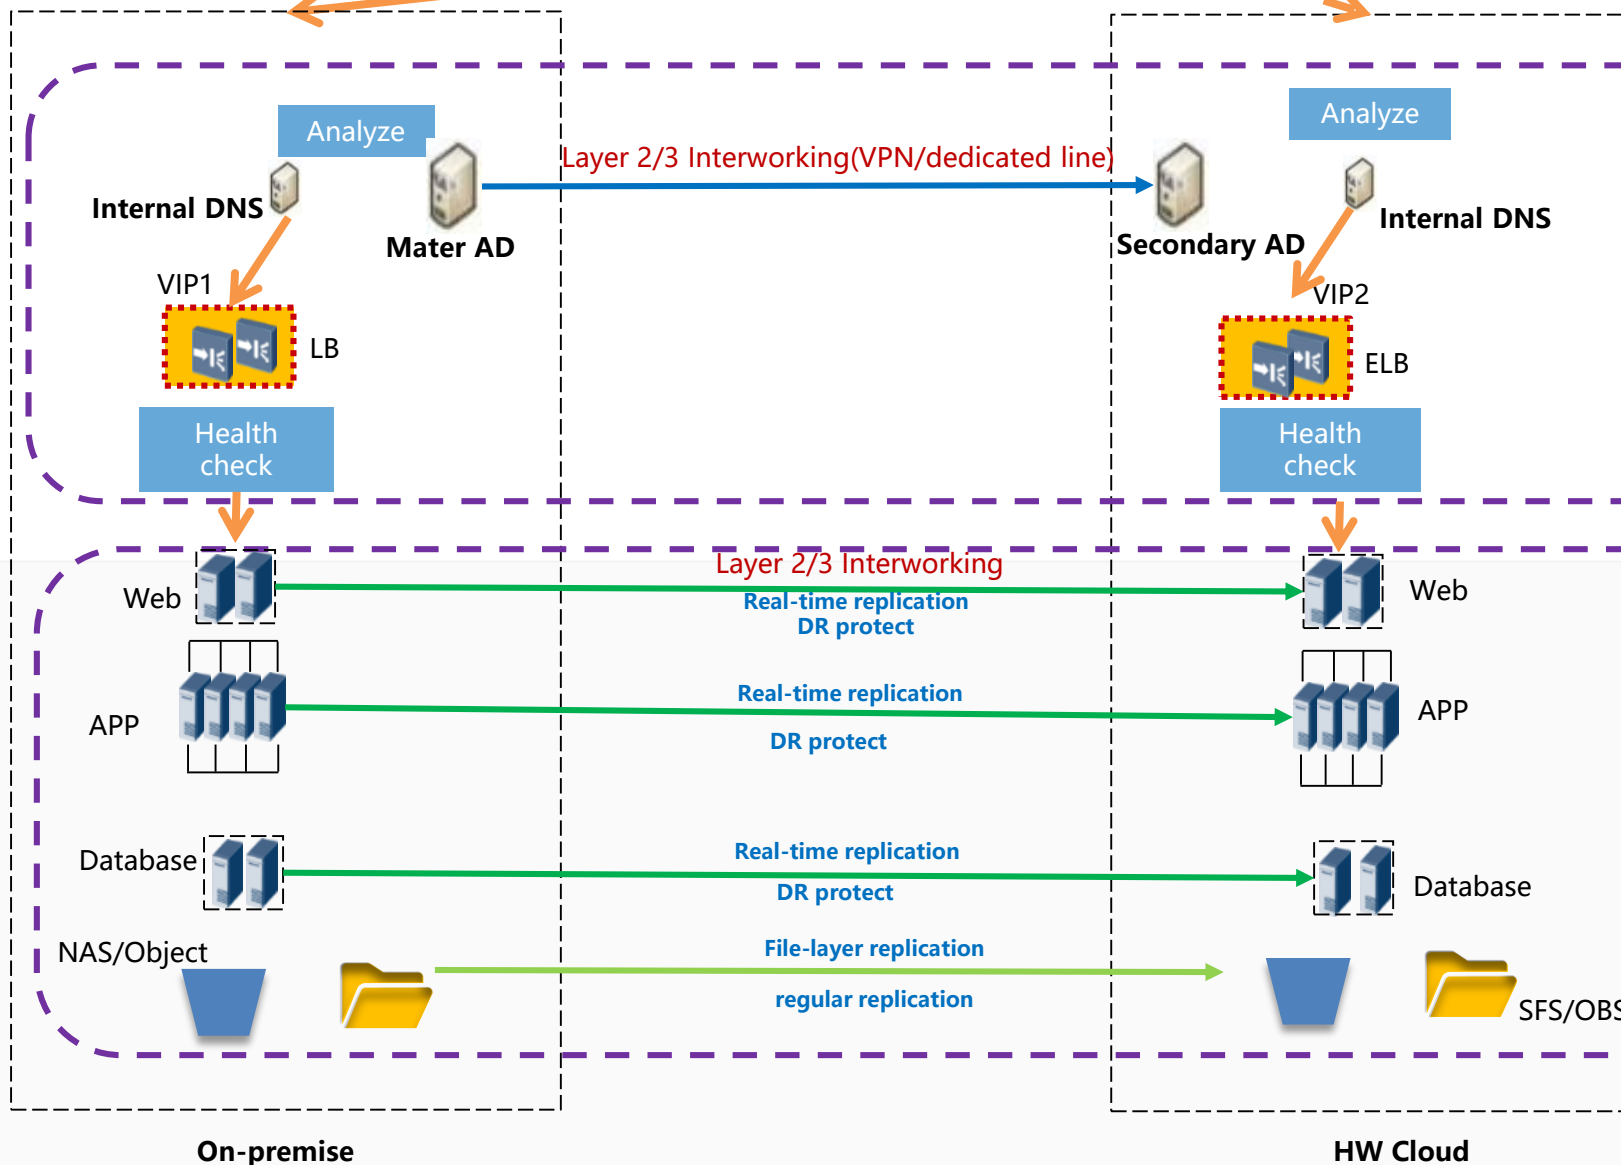 Analyze
Analyze
Layer 2/3 Interworking(VPN/dedicated line)
Internal DNS
Mater AD
Secondary AD
Internal DNS
VIP1
VIP2
LB
ELB
Health
check
Health
check
Layer 2/3 Interworking
Web
Real-time replication
DR protect
Web
APP
Real-time replication
DR protect
APP
Database
Real-time replication
DR protect
Database
NAS/Object
File-layer replication
regular replication
SFS/OBS
On-premise
HW Cloud